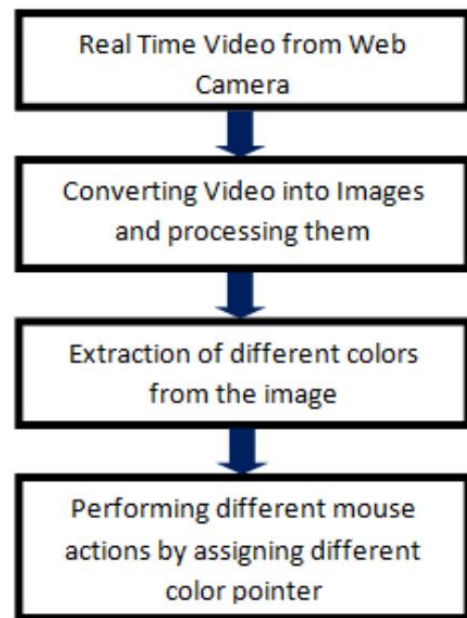 Real Time Video from Web
Camera
Converting Video into Images
and processing them
Extraction of different colors
from the image
Performing different mouse
actions by assigning different
color pointer